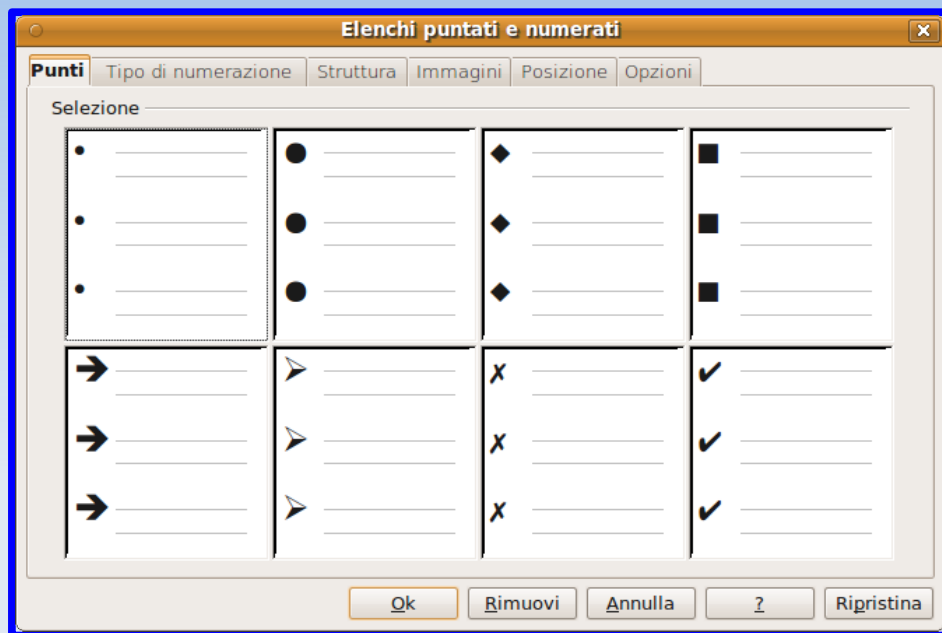 Elenchi puntati e numerati
Punti Tipo di numerazione Struttura Immagini Posizione Opzioni
Selezione
Ok Rimuovi Annulla ? Ripristina